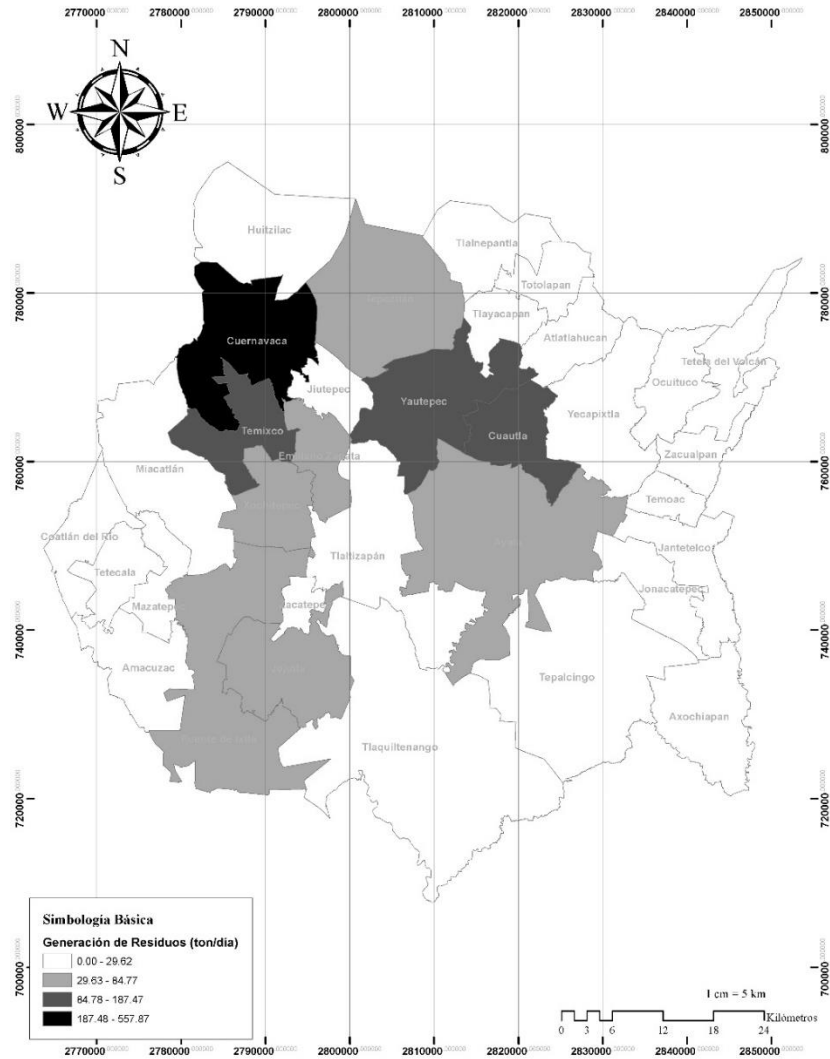 2770000 2780000 2790000 2800000 2810000 2820000 2830000 2840000 2850000
N
W E
S
800000 800000
Huitzilac
Tlalnepantla
Totolapan
780000 780000
Tepoztlán
Tlayacapan
Atlatlahucan
Cuernavaca
Jiutepec
Tetela del Volcán
Ocuituco
Yautepec
Yecapixtla
Temixco
Cuautla
Emiliano Zapata
Zacualpan
760000 760000
Miacatlán
Temoac
Coatlán del Río
Tlaltizapán
Jantetelco
Tetecala
Jonacatepec
Mazatepec
740000 740000
Amacuzac
Tepalcingo
Axochiapan
Tlaquiltenango
720000 720000
Simbología Básica
Generación de Residuos (ton/día)
0.00 - 29.62
29.63 - 84.77
84.78 - 187.47
187.48 - 557.87
700000 700000
1 cm = 5 km
Kilómetros
0 3 6 12 18 24
2770000 2780000 2790000 2800000 2810000 2820000 2830000 2840000 2850000